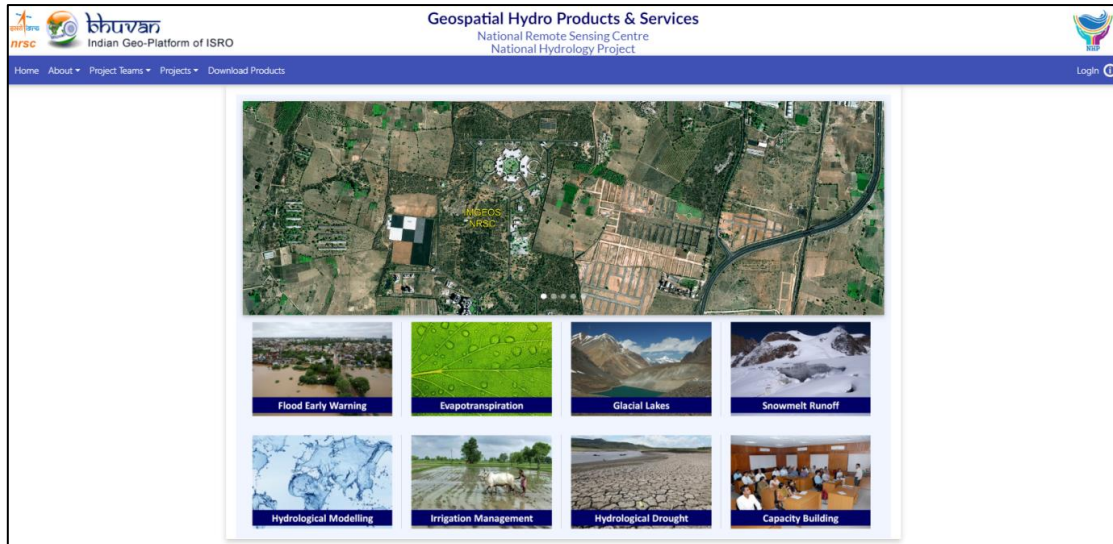 nrsc
bhuvan
Indian Geo-Platform of ISRO
Geospatial Hydro Products & Services
National Remote Sensing Centre
National Hydrology Project
NHP
Home About Project Teams Projects Download Products LogIn
IMGEOS
NRSC
Flood Early Warning Evapotranspiration Glacial Lakes Snowmelt Runoff
Hydrological Modelling Irrigation Management Hydrological Drought Capacity Building